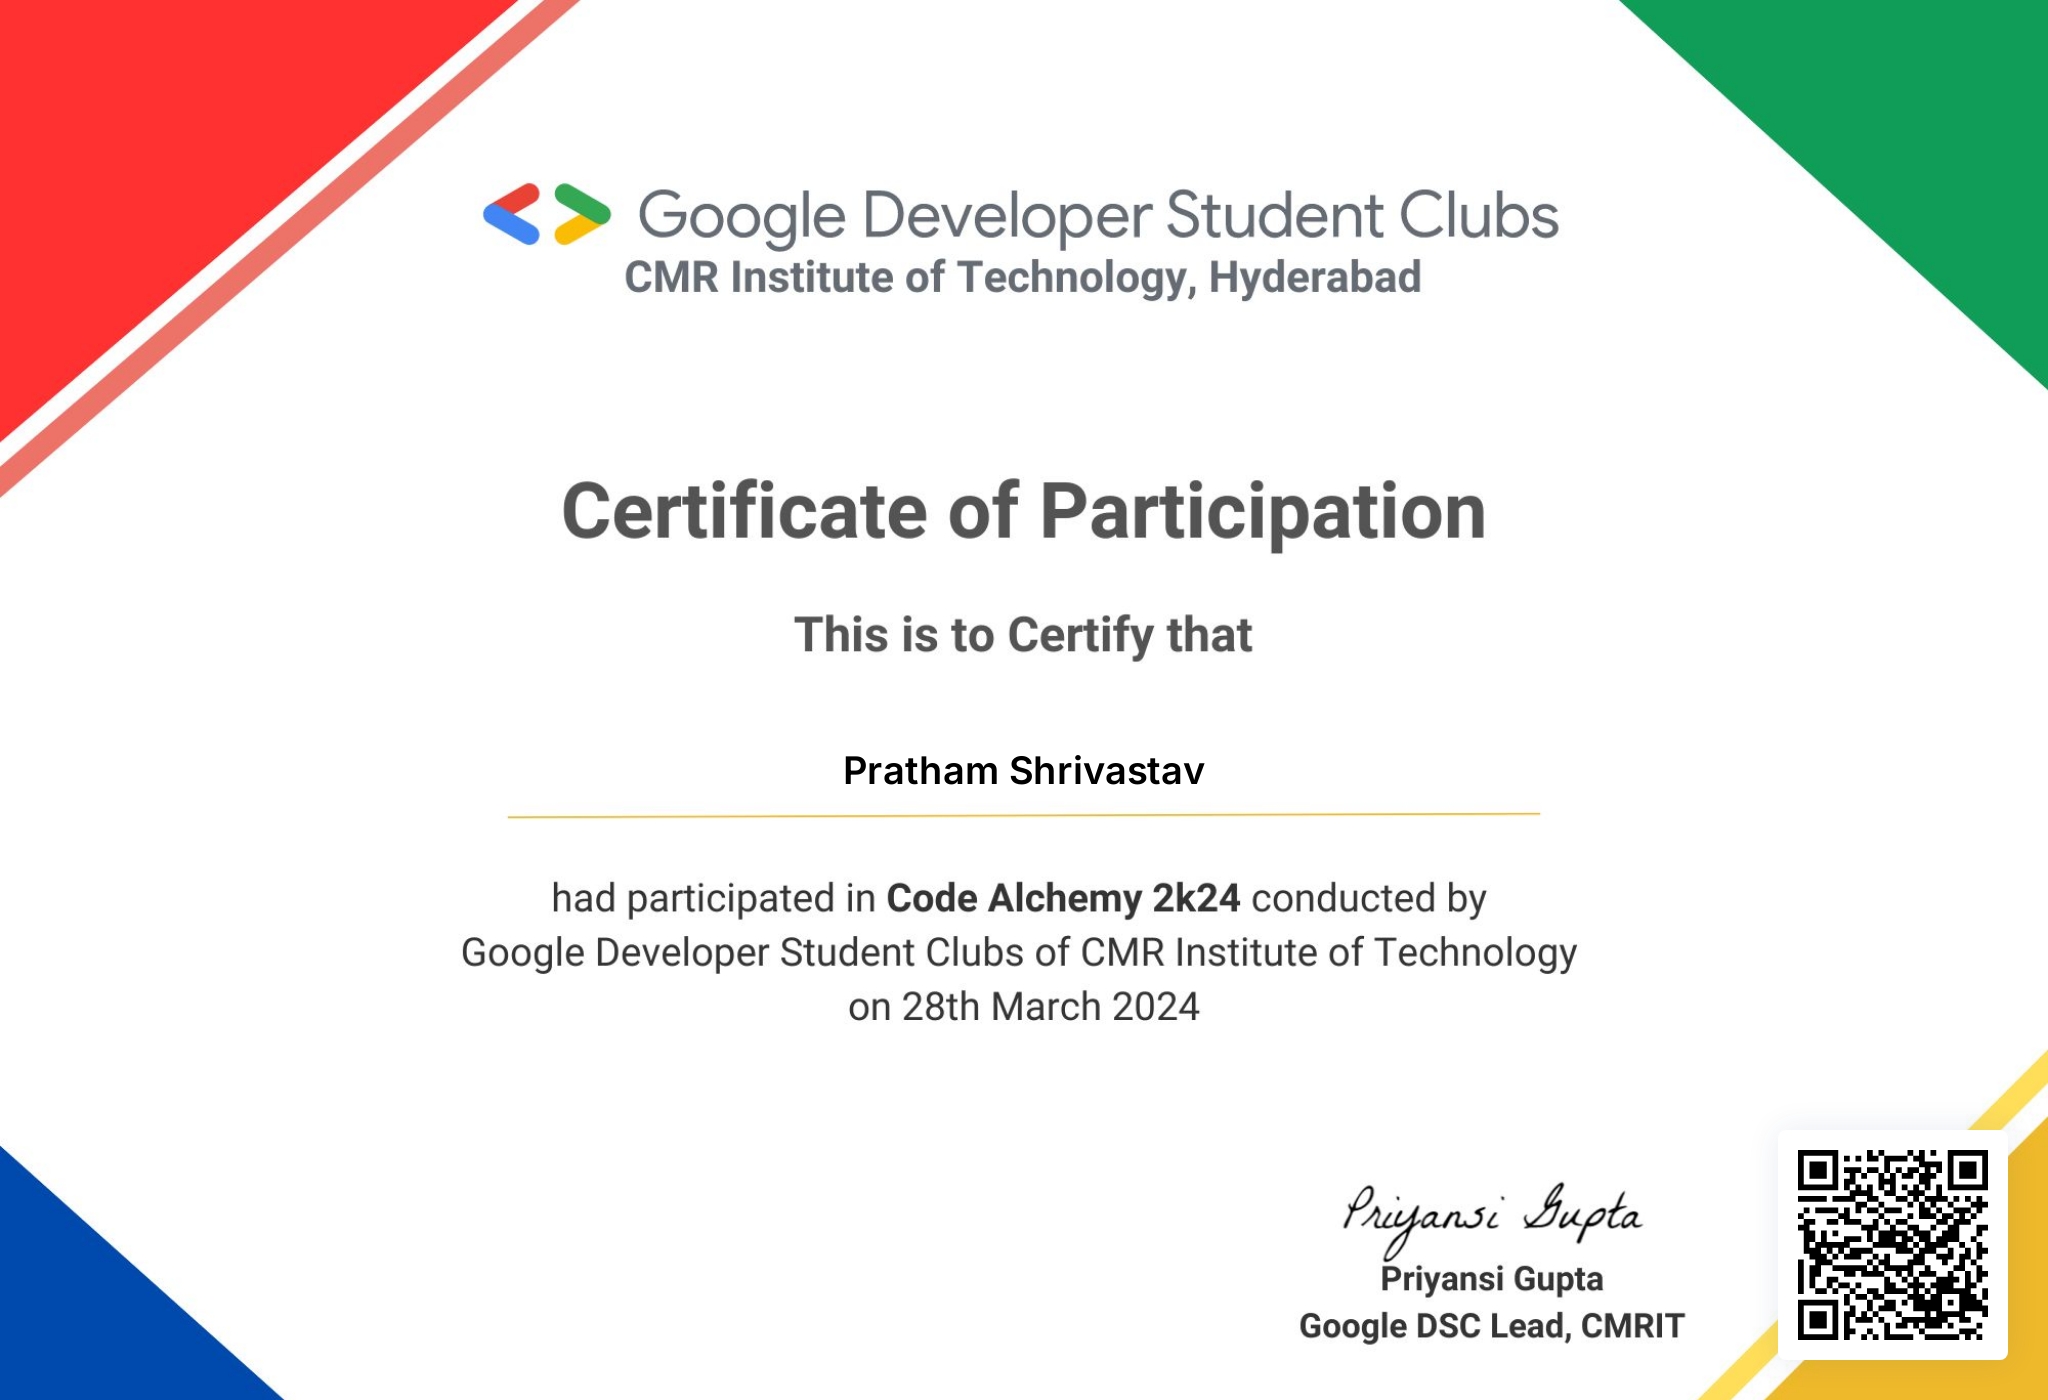 Google Developer Student Clubs
CMR Institute of Technology, Hyderabad
Certificate of Participation
This is to Certify that
Pratham Shrivastav
had participated in Code Alchemy 2k24 conducted by
Google Developer Student Clubs of CMR Institute of Technology
on 28th March 2024
Priyansi Gupta
Priyansi Gupta
Google DSC Lead, CMRIT